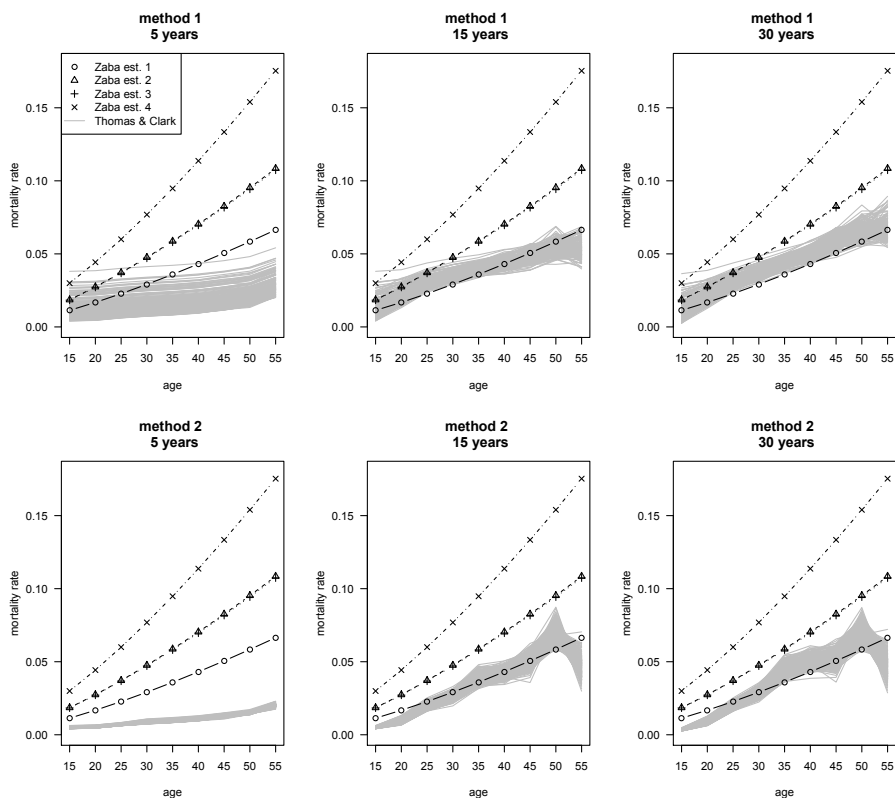 method 1
5 years
Zaba est. 1
Zaba est. 2
Zaba est. 3
Zaba est. 4
Thomas & Clark
mortality rate
0.15
0.10
0.05
0.00
15 20 25 30 35 40 45 50 55
age
method 1
15 years
mortality rate
0.15
0.10
0.05
0.00
15 20 25 30 35 40 45 50 55
age
method 1
30 years
mortality rate
0.15
0.10
0.05
0.00
15 20 25 30 35 40 45 50 55
age
method 2
5 years
mortality rate
0.15
0.10
0.05
0.00
15 20 25 30 35 40 45 50 55
age
method 2
15 years
mortality rate
0.15
0.10
0.05
0.00
15 20 25 30 35 40 45 50 55
age
method 2
30 years
mortality rate
0.15
0.10
0.05
0.00
15 20 25 30 35 40 45 50 55
age